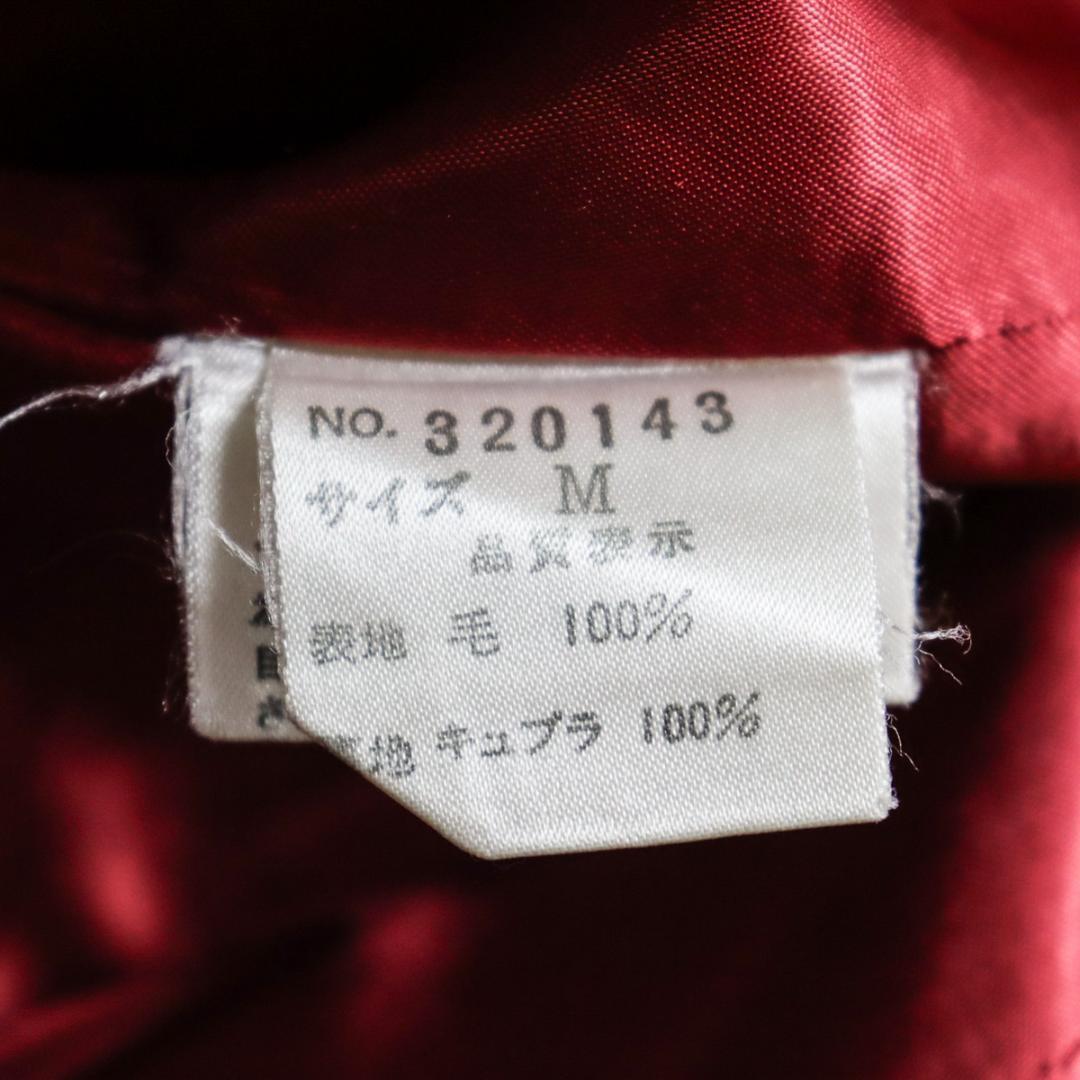 NO. 320143
サイズ M
品質表示
表地 毛 100%
地 キュプラ 100%